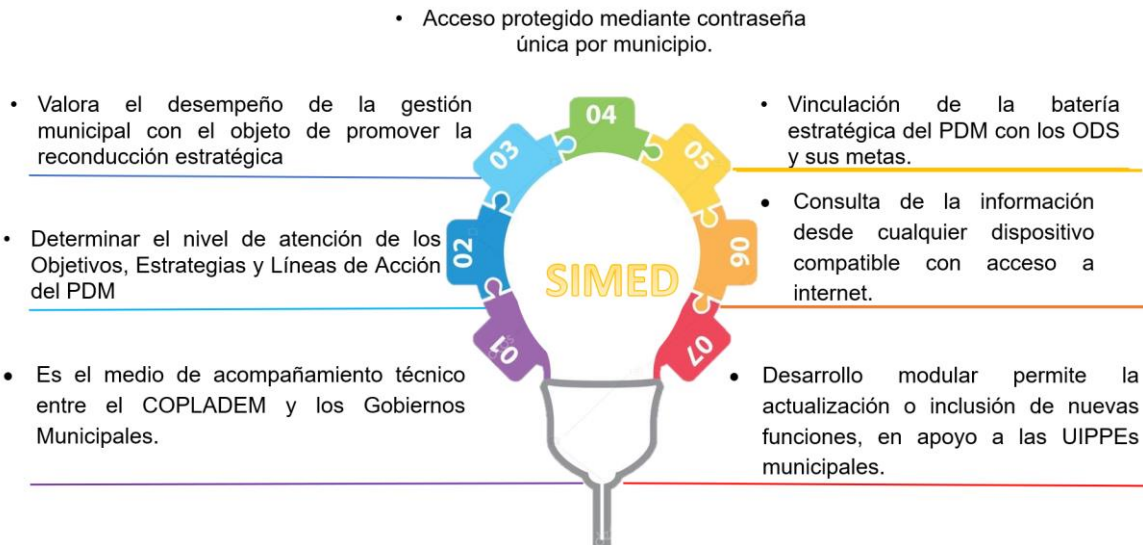 • Acceso protegido mediante contraseña
única por municipio.
• Valora el desempeño de la gestión
municipal con el objeto de promover la
reconducción estratégica
• Determinar el nivel de atención de los
Objetivos, Estrategias y Líneas de Acción
del PDM
• Es el medio de acompañamiento técnico
entre el COPLADEM y los Gobiernos
Municipales.
01
02
03
04
05
06
07
SIMED
• Vinculación de la batería
estratégica del PDM con los ODS
y sus metas.
• Consulta de la información
desde cualquier dispositivo
compatible con acceso a
internet.
• Desarrollo modular permite la
actualización o inclusión de nuevas
funciones, en apoyo a las UIPPEs
municipales.